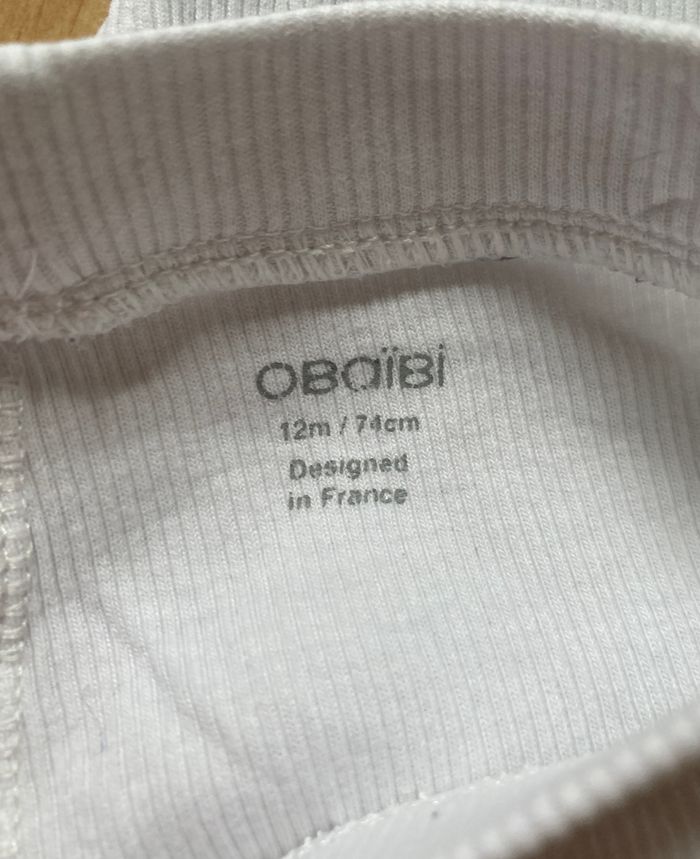 OBaïBi
12m / 74cm
Designed
in France